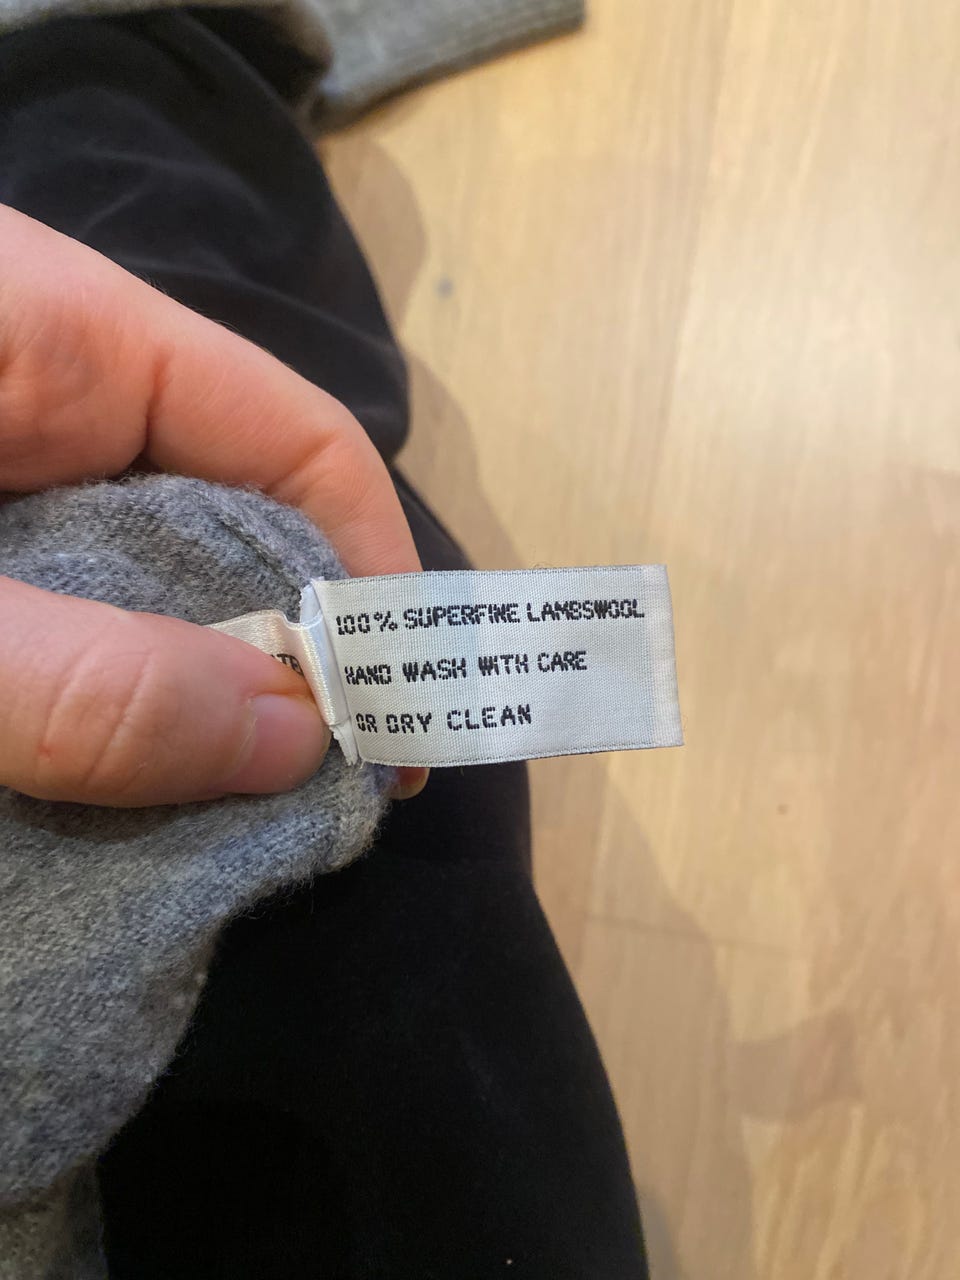 100% SUPERFINE LAMBSWOOL
HAND WASH WITH CARE
OR DRY CLEAN